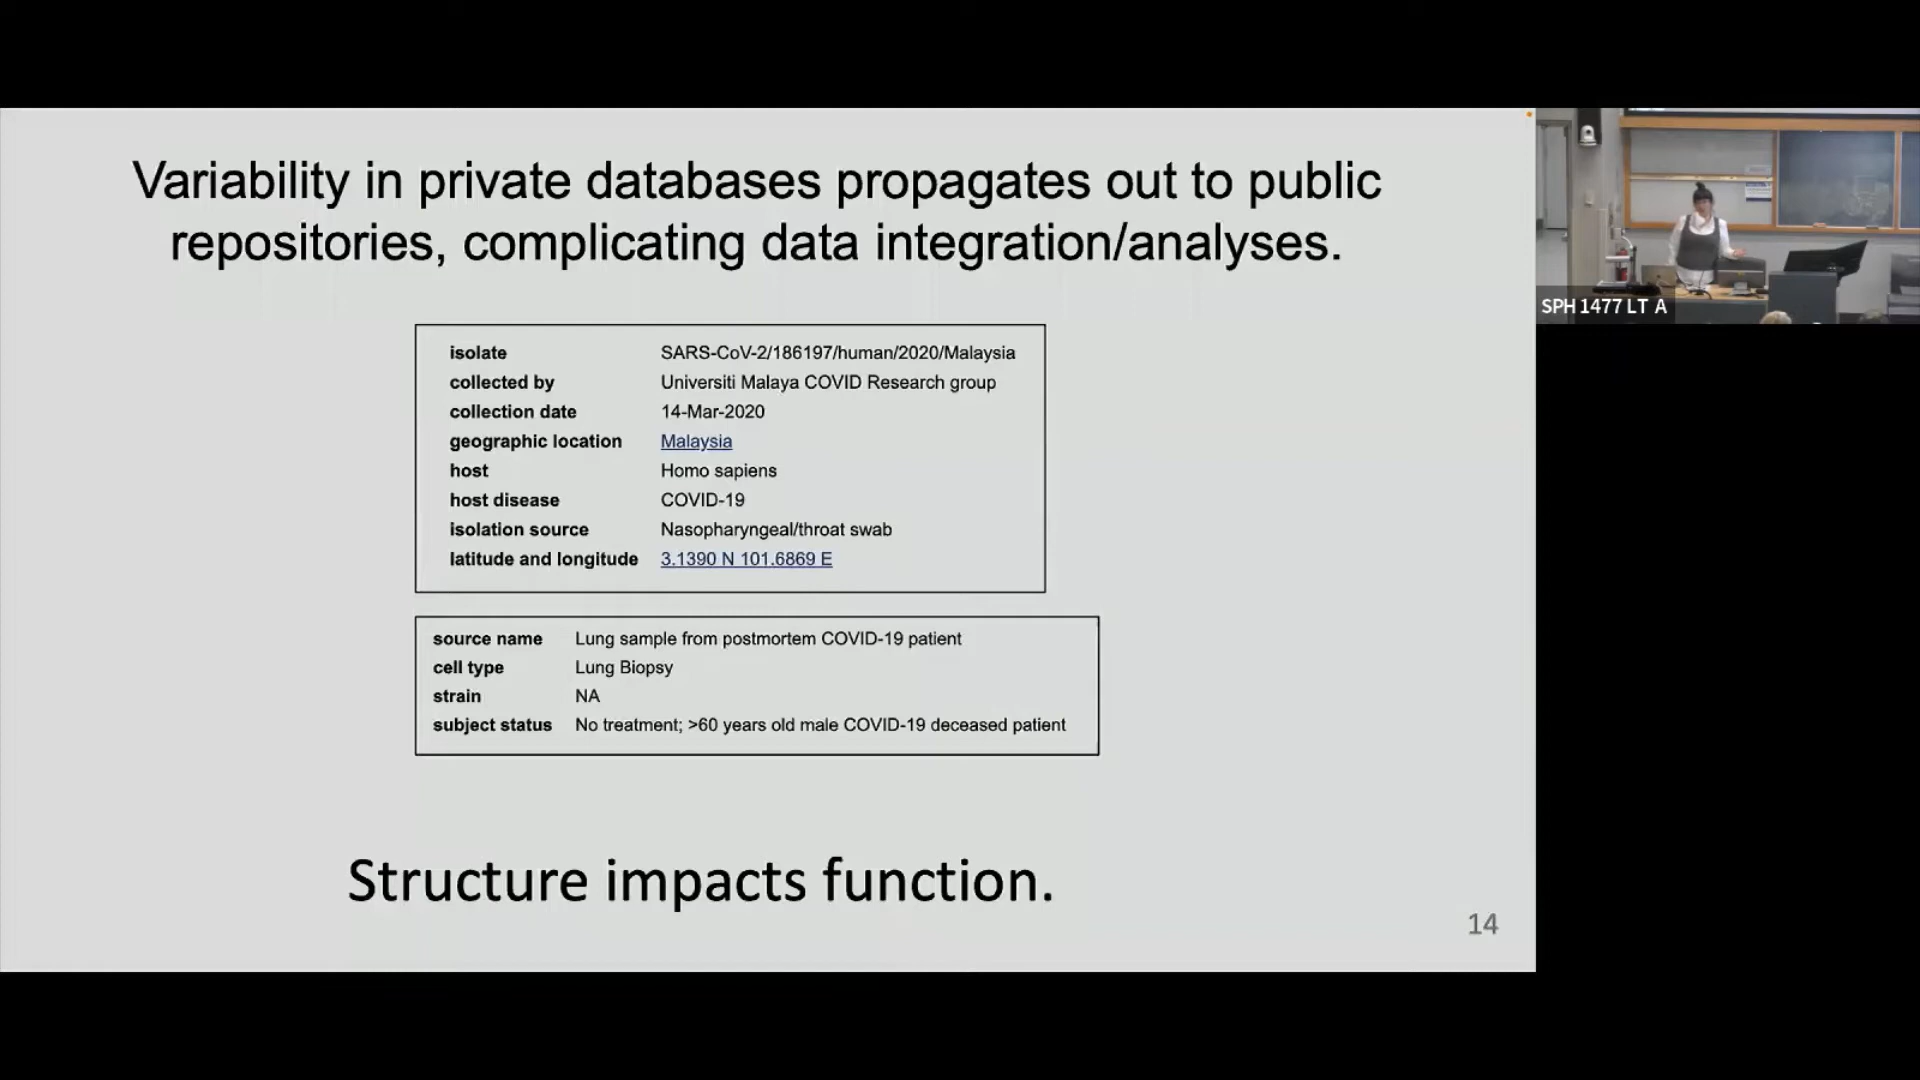 Variability in private databases propagates out to public
repositories, complicating data integration/analyses.
isolate SARS-CoV-2/186197/human/2020/Malaysia
collected by Universiti Malaya COVID Research group
collection date 14-Mar-2020
geographic location Malaysia
host Homo sapiens
host disease COVID-19
isolation source Nasopharyngeal/throat swab
latitude and longitude 3.1390 N 101.6869 E
source name Lung sample from postmortem COVID-19 patient
cell type Lung Biopsy
strain NA
subject status No treatment; >60 years old male COVID-19 deceased patient
Structure impacts function.
14
SPH 1477 LT A